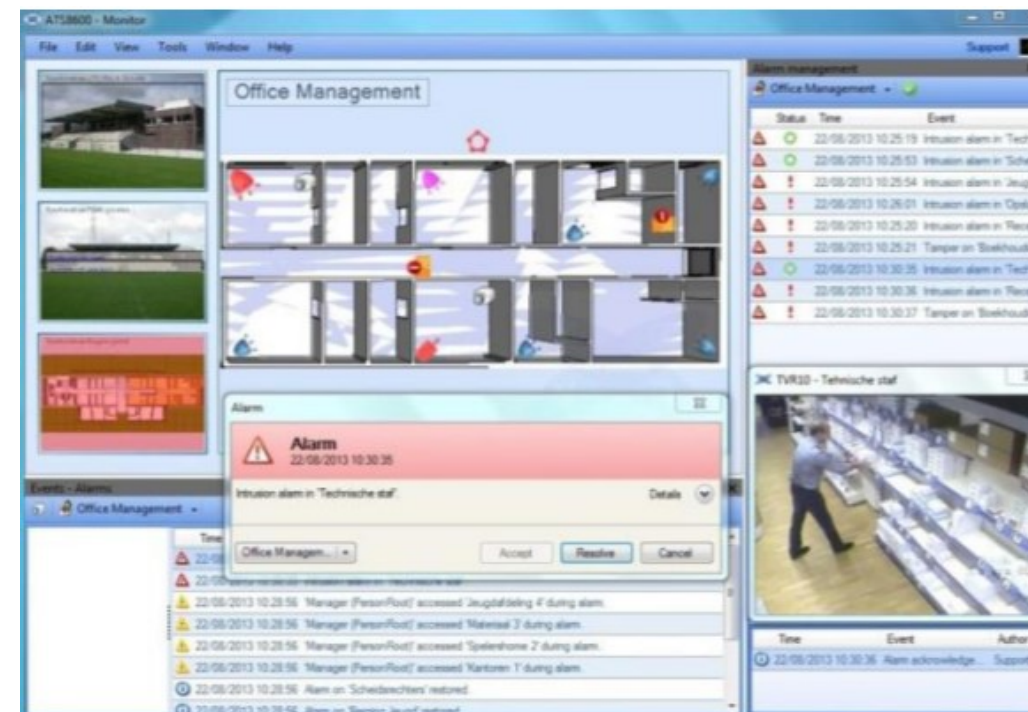 ATS8600 - Monitor
File Edit View Tools Window Help
Support
Office Management
Alarm management
Office Management
Status Time Event
22/08/2013 10:25:19 Intrusion alarm in 'Tech
22/08/2013 10:25:53 Intrusion alarm in 'Sche
22/08/2013 10:25:54 Intrusion alarm in 'Jeug
22/08/2013 10:26:01 Intrusion alarm in 'Ops
22/08/2013 10:25:20 Intrusion alarm in 'Rec
22/08/2013 10:25:21 Tamper on 'Boekhoud
22/08/2013 10:30:35 Intrusion alarm in 'Tech
22/08/2013 10:30:36 Intrusion alarm in 'Rec
22/08/2013 10:30:37 Tamper on 'Boekhoud
TVR10 - Tehnische staf
Alarm
Alarm
22/08/2013 10:30:35
Intrusion alarm in 'Technische staf'.
Details
Office Managem...
Accept Resolve Cancel
Events - Alarms
Office Management
Time
22/08/2013 10:28:56 'Manager (PersonRoot)' accessed 'Jeugdafdeling 4' during alarm.
22/08/2013 10:28:56 'Manager (PersonRoot)' accessed 'Materiaal 3' during alarm.
22/08/2013 10:28:56 'Manager (PersonRoot)' accessed 'Spelershome 2' during alarm.
22/08/2013 10:28:56 'Manager (PersonRoot)' accessed 'Kantoren 1' during alarm.
22/08/2013 10:28:56 Alarm on 'Scheidsrechters' restored.
Time Event Author
22/08/2013 10:30:36 Alarm acknowledge... Support